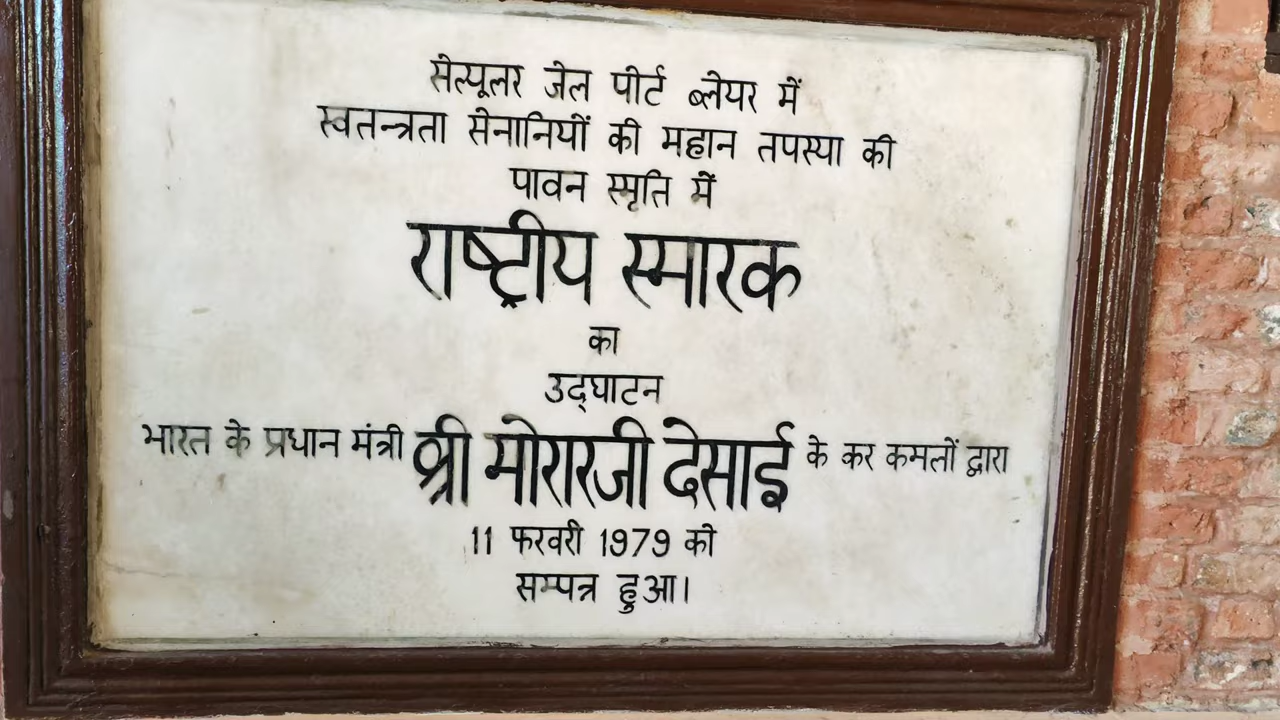 सेल्यूलर जेल पोर्ट ब्लेयर में
स्वतन्त्रता सेनानियों की महान तपस्या की
पावन स्मृति में
राष्ट्रीय स्मारक
का
उद्‌घाटन
भारत के प्रधान मंत्री श्री मोरारजी देसाई के कर कमलों द्वारा
11 फरवरी 1979 को
सम्पन्न हुआ।